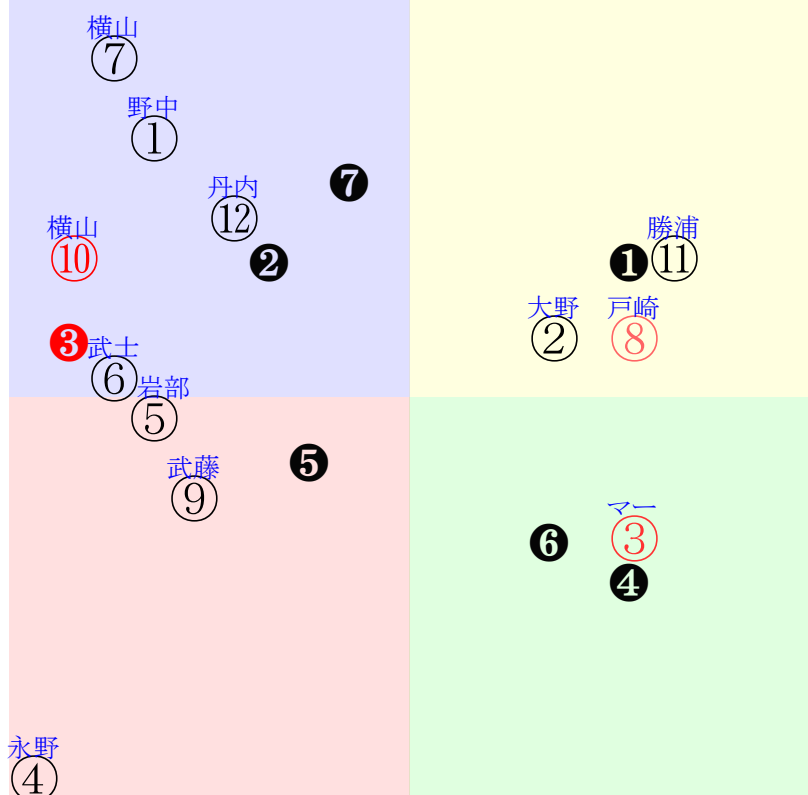 横山
⑦
野中
①
丹内
⑫
❼
横山
⑩
❷
❶
勝浦
⑪
大野
②
戸崎
⑧
❸
武士
⑥
岩部
⑤
武藤
⑨
❺
マー
③
❻
❹
永野
④